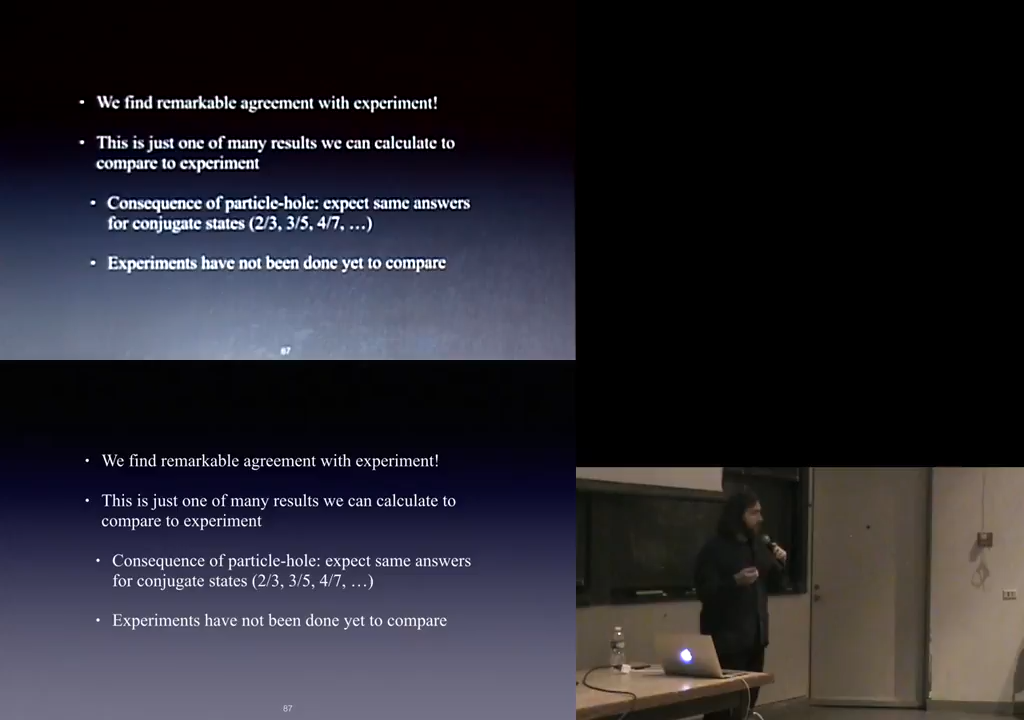 • We find remarkable agreement with experiment!
• This is just one of many results we can calculate to
compare to experiment
• Consequence of particle-hole: expect same answers
for conjugate states (2/3, 3/5, 4/7, …)
• Experiments have not been done yet to compare
87
• We find remarkable agreement with experiment!
• This is just one of many results we can calculate to
compare to experiment
• Consequence of particle-hole: expect same answers
for conjugate states (2/3, 3/5, 4/7, …)
• Experiments have not been done yet to compare
87